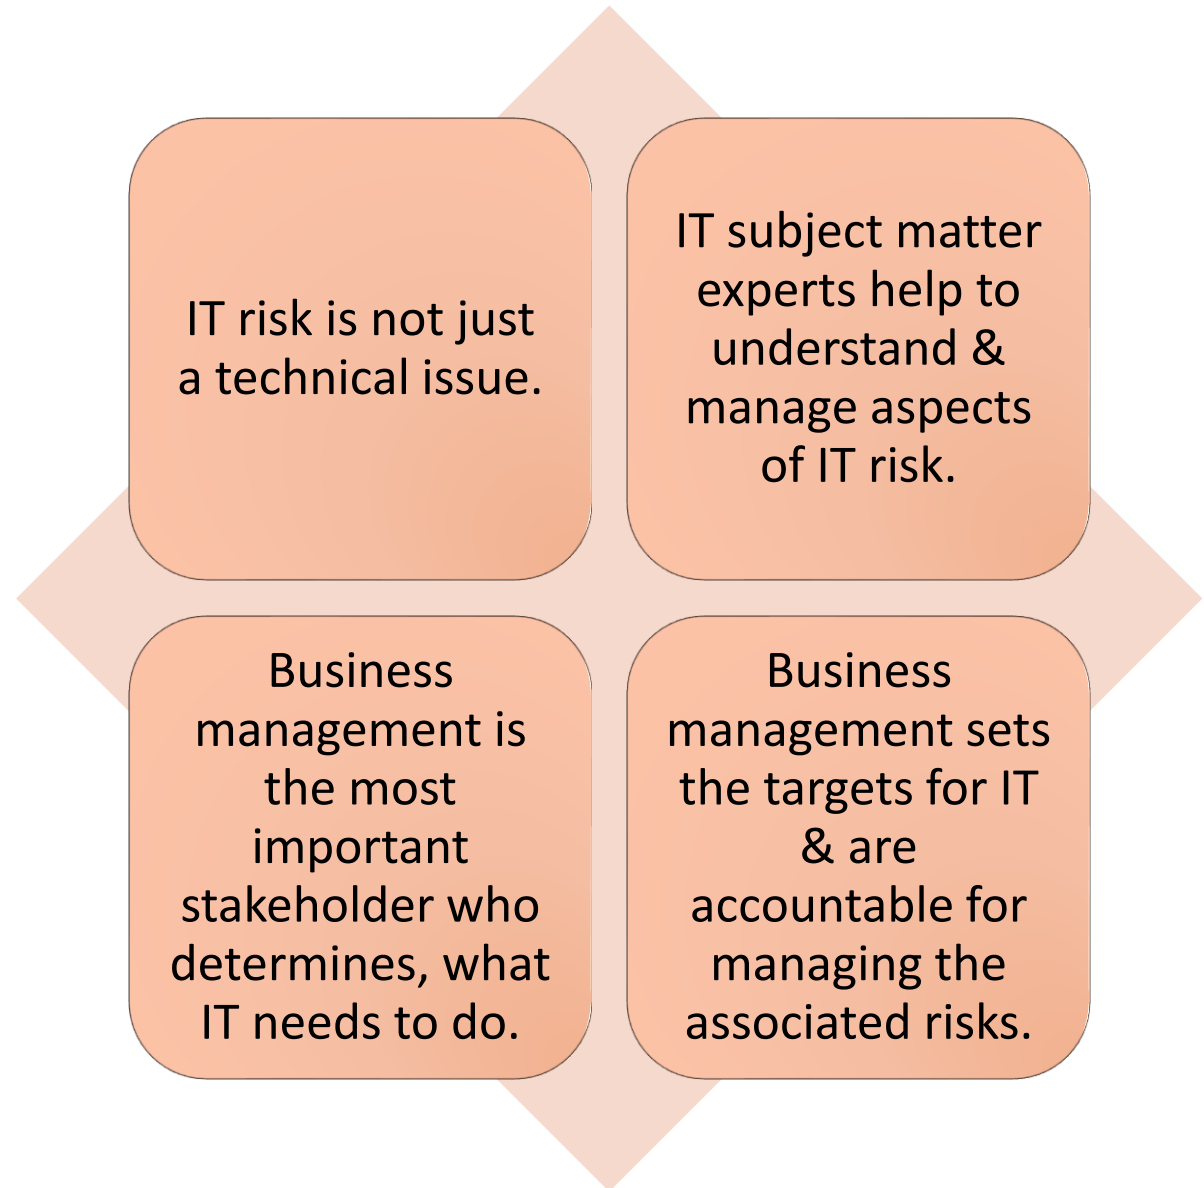 IT risk is not just
a technical issue.
IT subject matter
experts help to
understand &
manage aspects
of IT risk.
Business
management is
the most
important
stakeholder who
determines, what
IT needs to do.
Business
management sets
the targets for IT
& are
accountable for
managing the
associated risks.